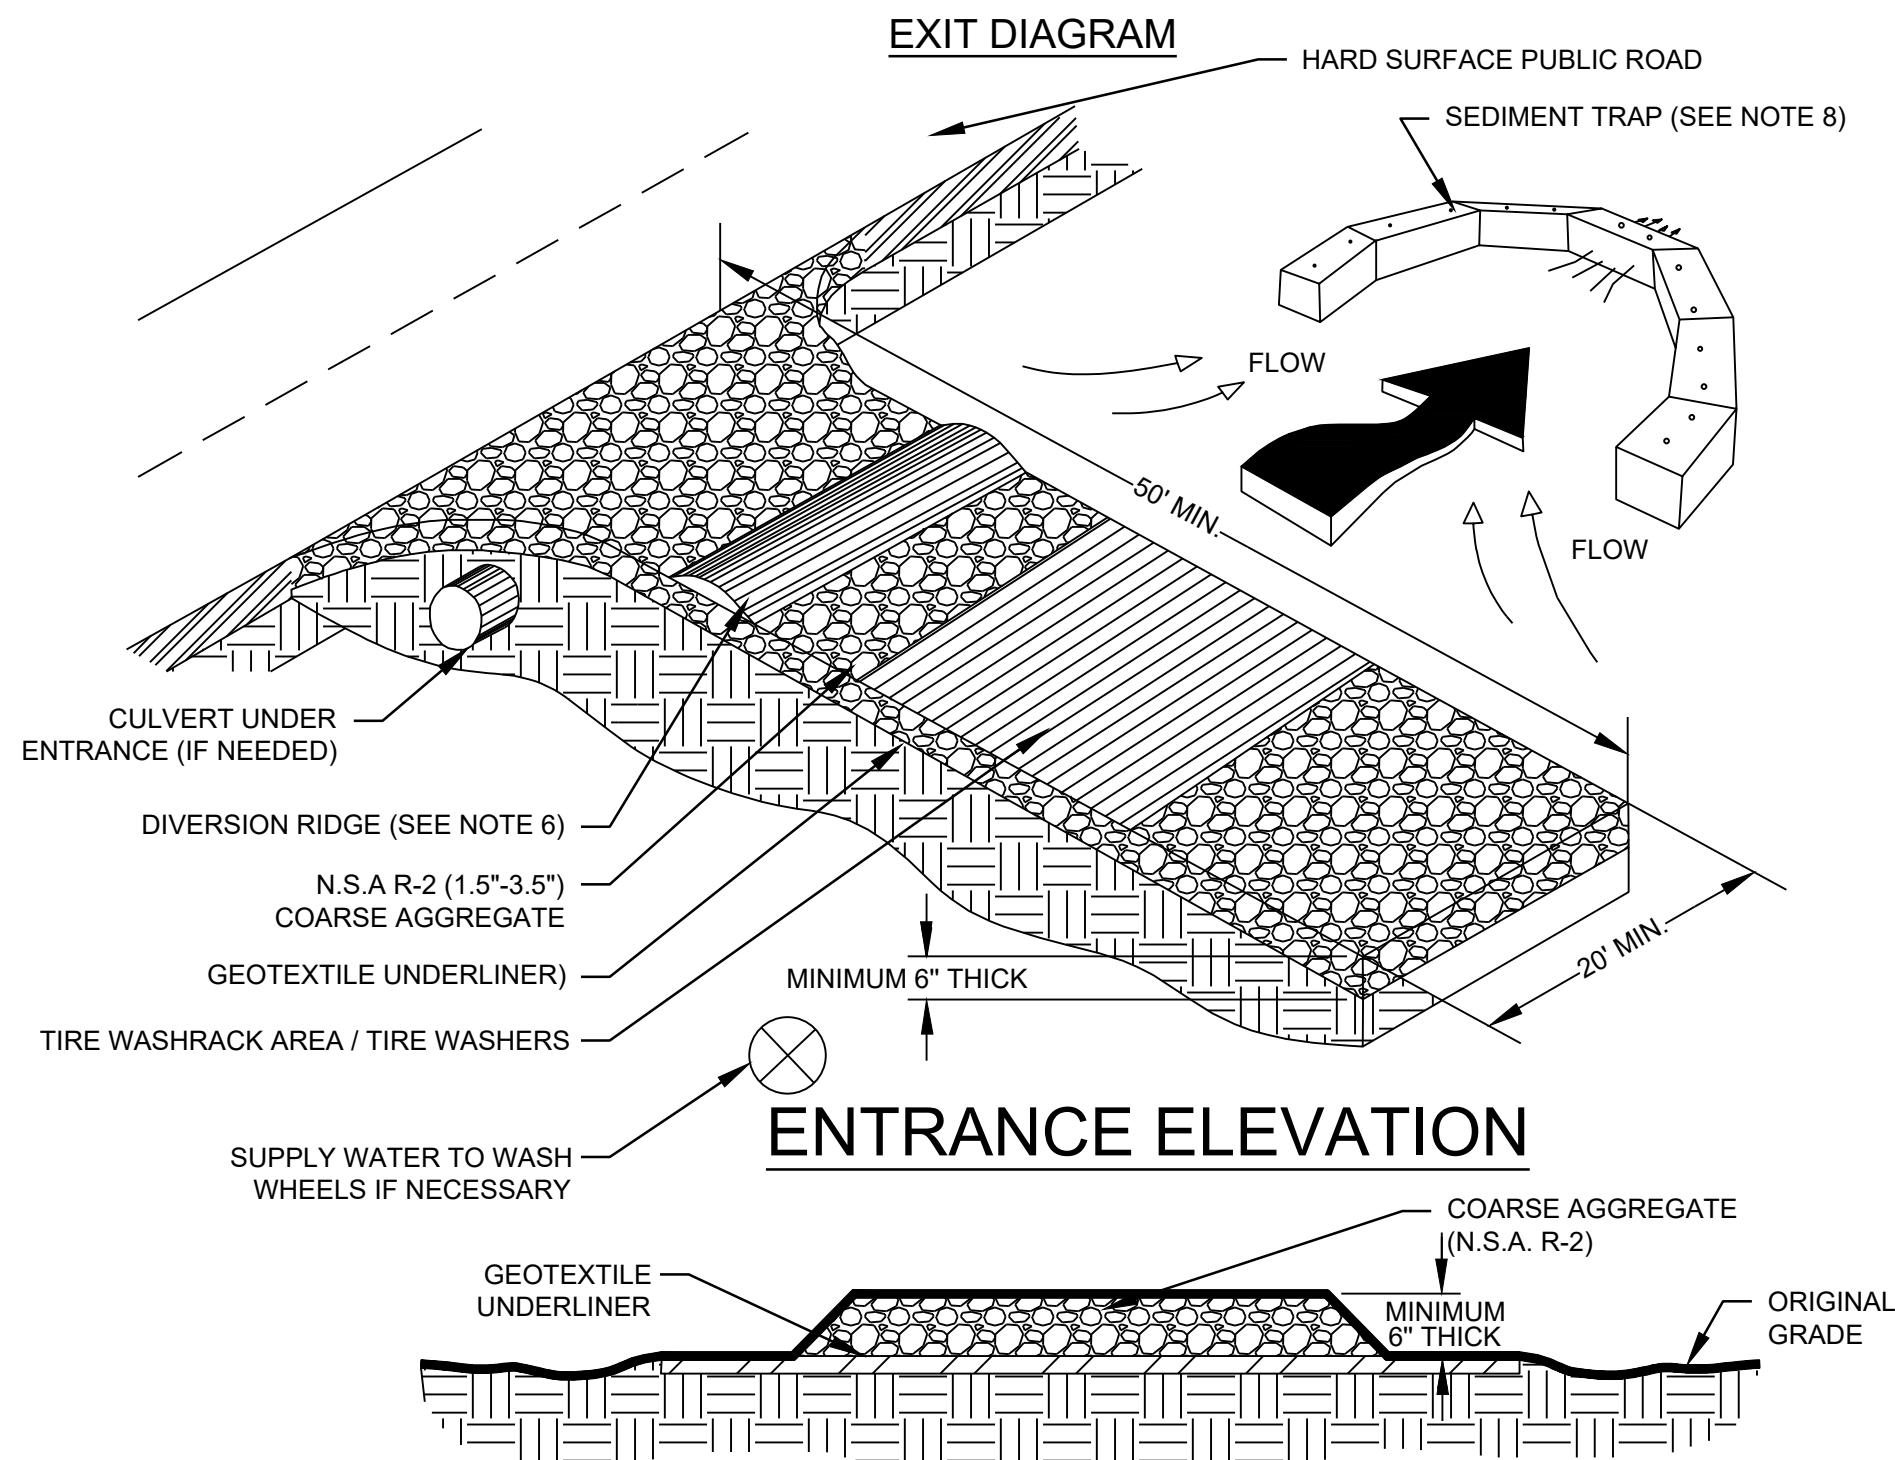 EXIT DIAGRAM
HARD SURFACE PUBLIC ROAD
SEDIMENT TRAP (SEE NOTE 8)
FLOW
50' MIN.
FLOW
CULVERT UNDER
ENTRANCE (IF NEEDED)
DIVERSION RIDGE (SEE NOTE 6)
N.S.A R-2 (1.5"-3.5")
COARSE AGGREGATE
GEOTEXTILE UNDERLINER)
MINIMUM 6" THICK
20' MIN.
TIRE WASHRACK AREA / TIRE WASHERS
SUPPLY WATER TO WASH
WHEELS IF NECESSARY
ENTRANCE ELEVATION
COARSE AGGREGATE
(N.S.A. R-2)
GEOTEXTILE
UNDERLINER
MINIMUM
6" THICK
ORIGINAL
GRADE